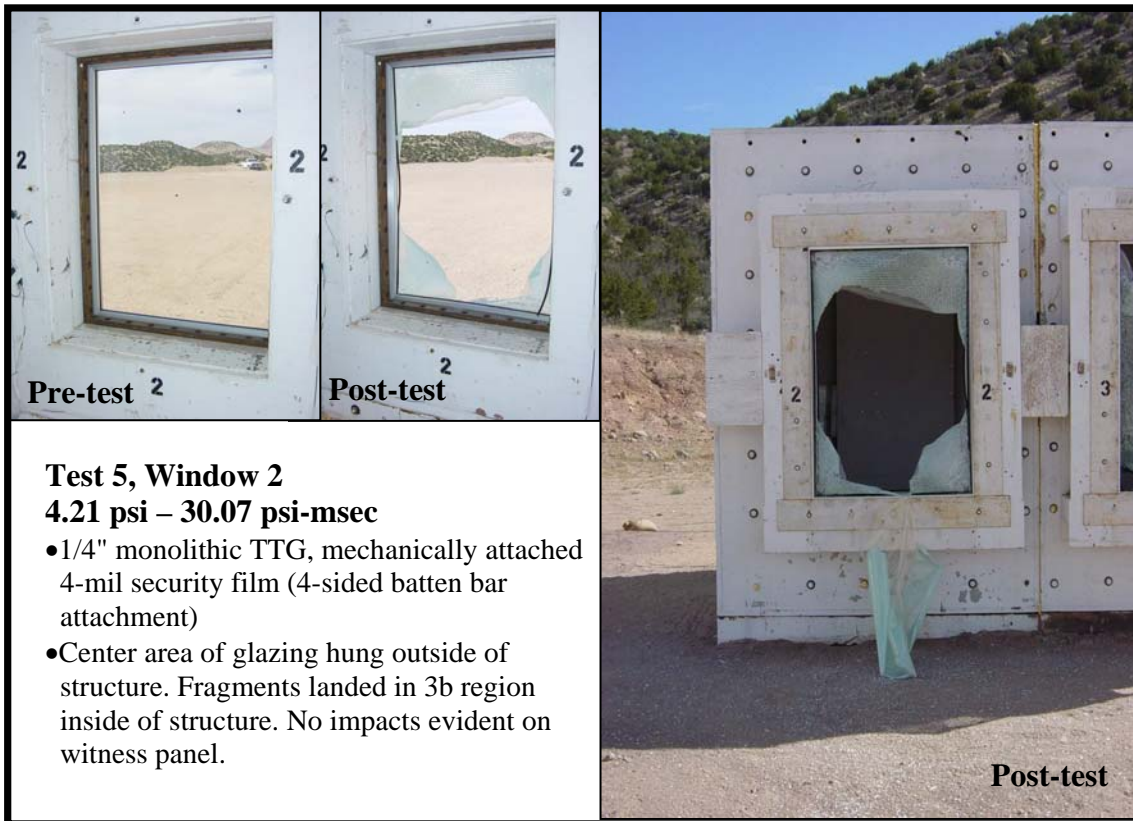 2
2
2
Pre-test
2
2
2
Post-test
2
2
3
Post-test
Test 5, Window 2
4.21 psi – 30.07 psi-msec
•1/4" monolithic TTG, mechanically attached
4-mil security film (4-sided batten bar
attachment)
•Center area of glazing hung outside of
structure. Fragments landed in 3b region
inside of structure. No impacts evident on
witness panel.